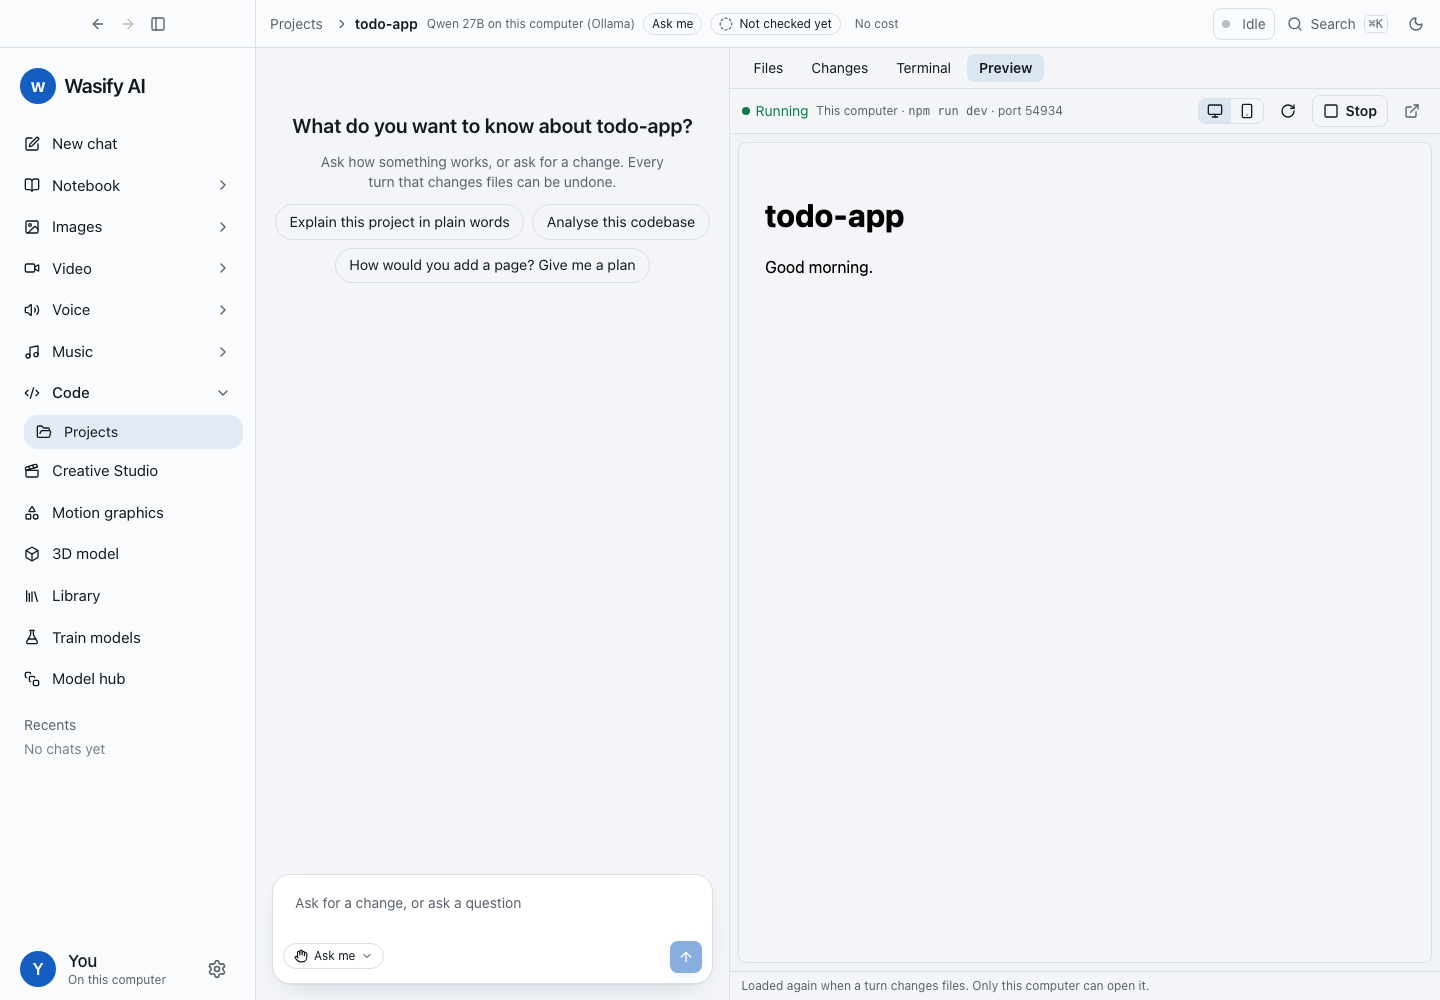 Projects
todo-app
Qwen 27B on this computer (Ollama)
Ask me
Not checked yet
No cost
Idle
Search
⌘K
W
Wasify AI
New chat
Notebook
Images
Video
Voice
Music
Code
Projects
Creative Studio
Motion graphics
3D model
Library
Train models
Model hub
Recents
No chats yet
Y
You
On this computer
What do you want to know about todo-app?
Ask how something works, or ask for a change. Every
turn that changes files can be undone.
Explain this project in plain words
Analyse this codebase
How would you add a page? Give me a plan
Ask for a change, or ask a question
Ask me
Files
Changes
Terminal
Preview
Running
This computer · npm run dev · port 54934
Stop
todo-app
Good morning.
Loaded again when a turn changes files. Only this computer can open it.